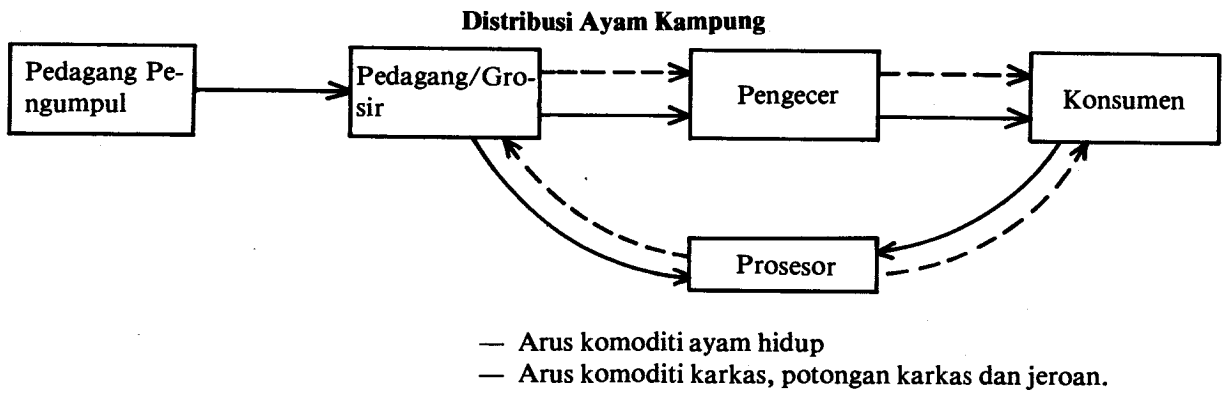 Distribusi Ayam Kampung
Pedagang Pe-
ngumpul
Pedagang/Gro-
sir
Pengecer
Konsumen
Prosesor
— Arus komoditi ayam hidup
— Arus komoditi karkas, potongan karkas dan jeroan.